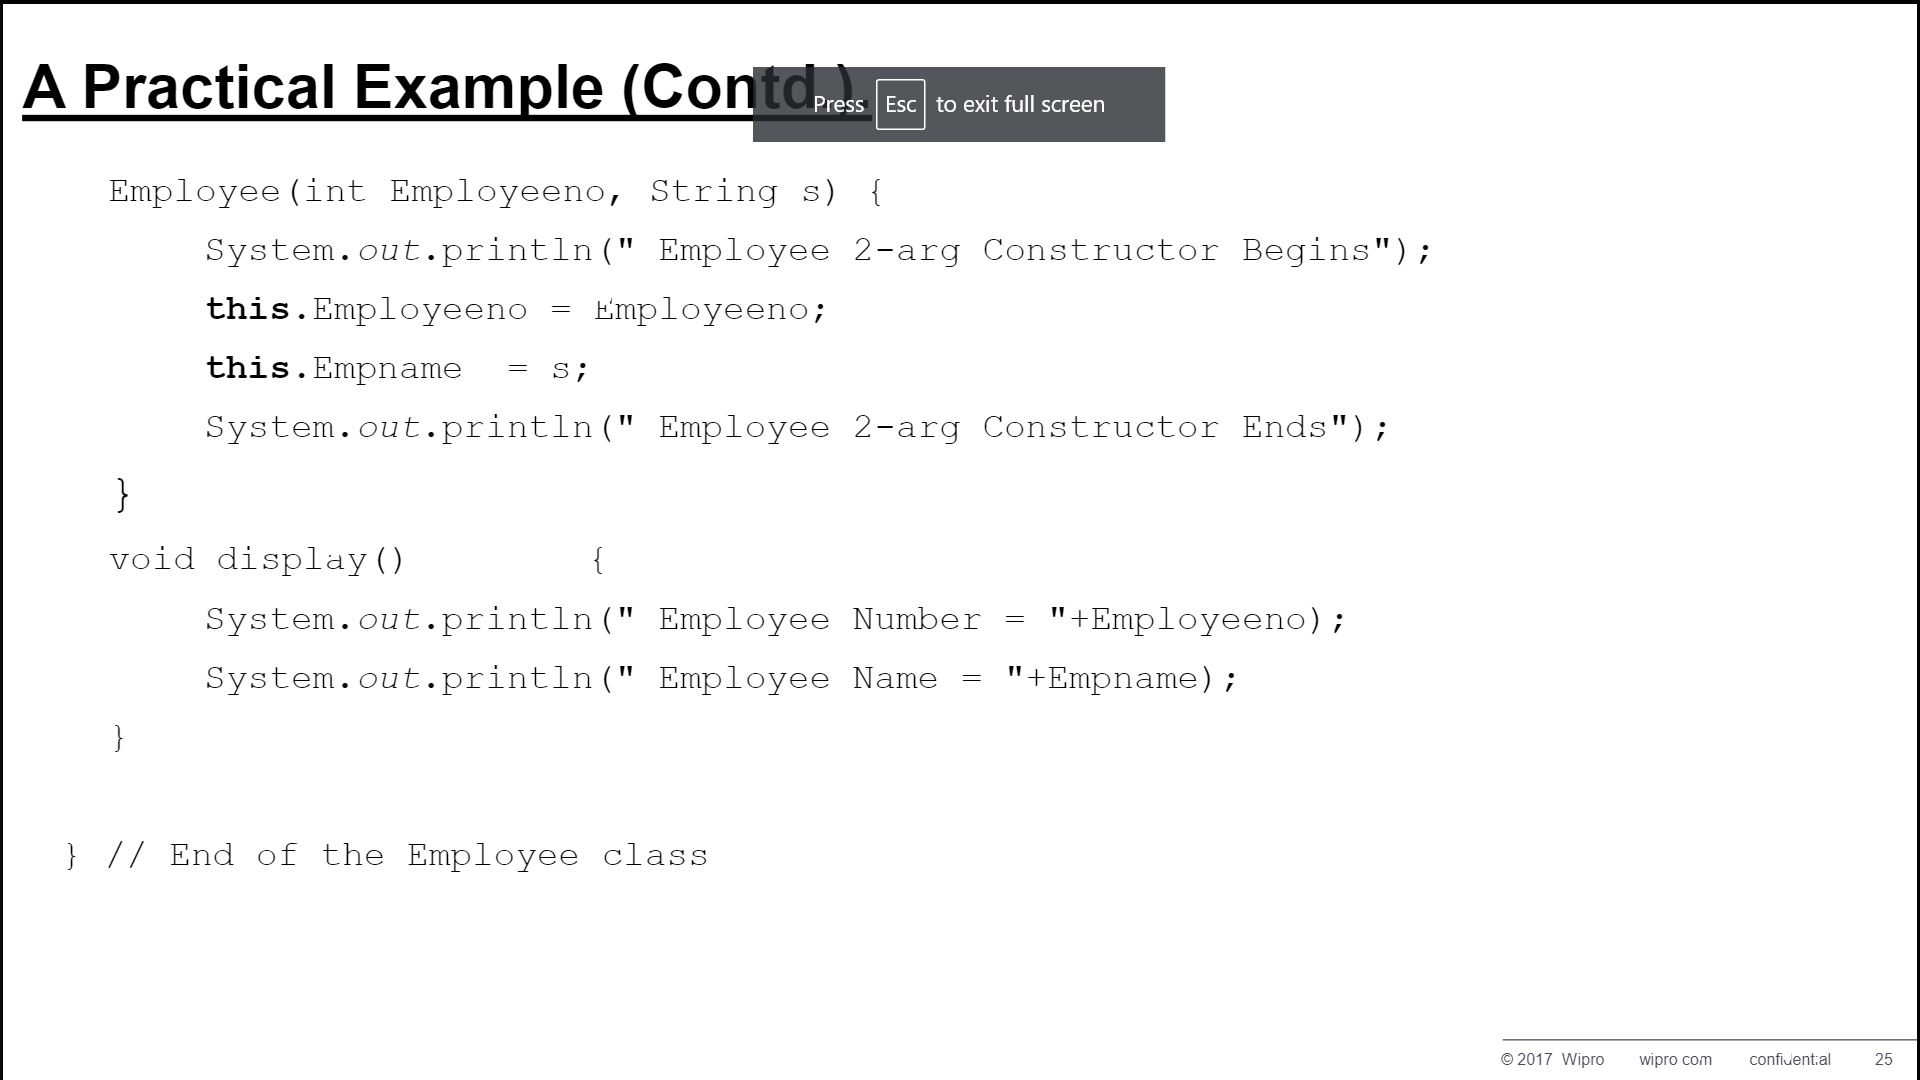 A Practical Example (Contd.).
Press Esc to exit full screen
Employee(int Employeeno, String s) {
System.out.println(" Employee 2-arg Constructor Begins");
this.Employeeno = Employeeno;
this.Empname = s;
System.out.println(" Employee 2-arg Constructor Ends");
}
void display() {
System.out.println(" Employee Number = "+Employeeno);
System.out.println(" Employee Name = "+Empname);
}
} // End of the Employee class
© 2017 Wipro wipro com confidential 25